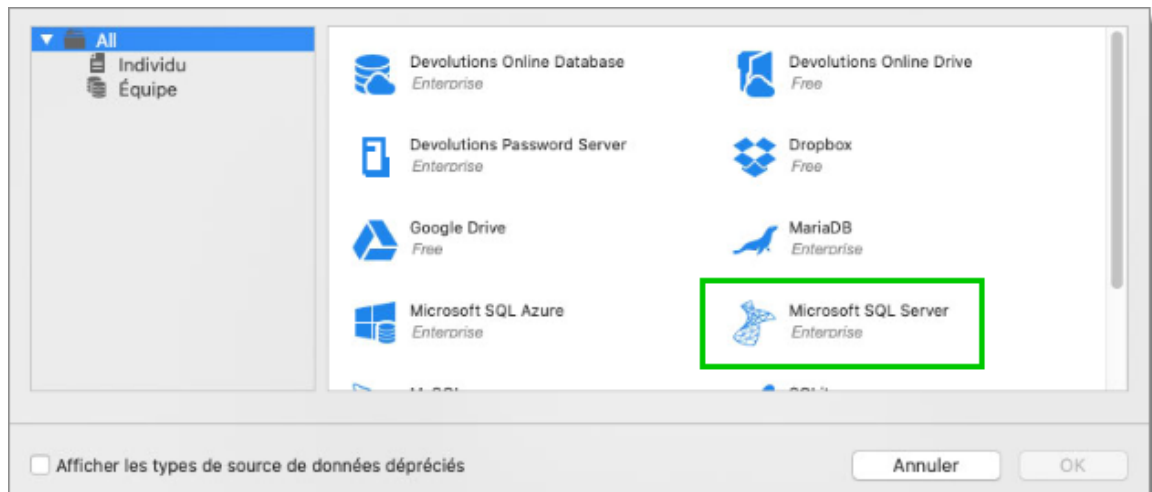 All
Individu
Équipe
Devolutions Online Database
Enterprise
Devolutions Online Drive
Free
Devolutions Password Server
Enterprise
Dropbox
Free
Google Drive
Free
MariaDB
Enterprise
Microsoft SQL Azure
Enterprise
Microsoft SQL Server
Enterprise
Afficher les types de source de données dépréciés
Annuler
OK